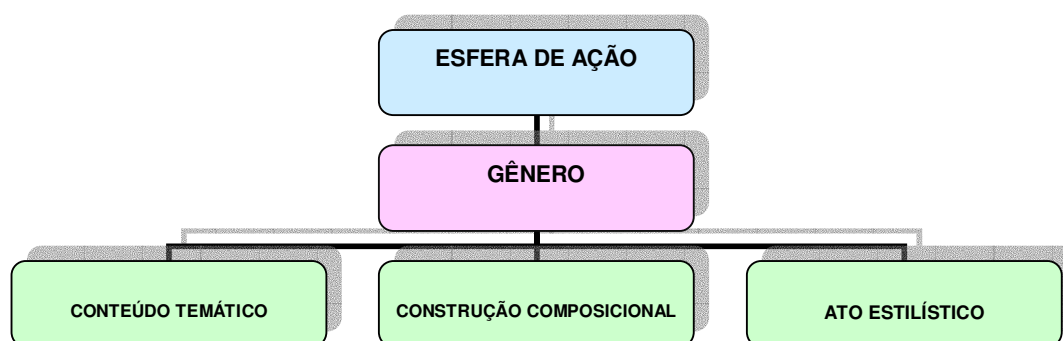 ESFERA DE AÇÃO
GÊNERO
CONTEÚDO TEMÁTICO
CONSTRUÇÃO COMPOSICIONAL
ATO ESTILÍSTICO